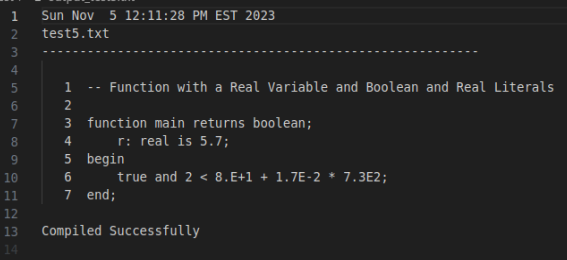 1 Sun Nov  5 12:11:28 PM EST 2023
2 test5.txt
3 ----------------------------------------------------------
4
5    1  -- Function with a Real Variable and Boolean and Real Literals
6    2
7    3  function main returns boolean;
8    4      r: real is 5.7;
9    5  begin
10    6      true and 2 < 8.E+1 + 1.7E-2 * 7.3E2;
11    7  end;
12
13 Compiled Successfully
14